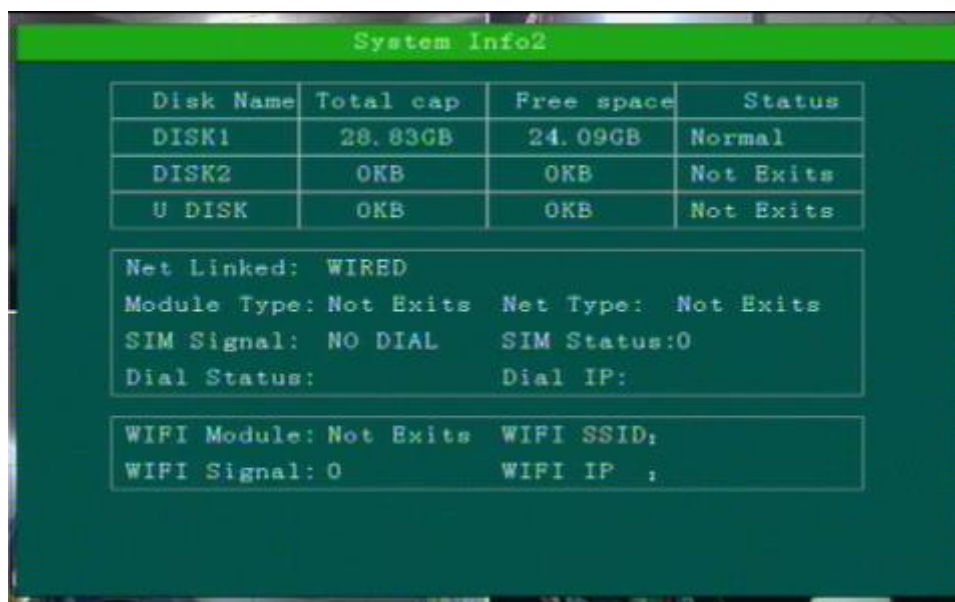 System Info2
Disk Name Total cap Free space Status
DISK1 28.83GB 24.09GB Normal
DISK2 0KB 0KB Not Exits
U DISK 0KB 0KB Not Exits
Net Linked: WIRED
Module Type: Not Exits Net Type: Not Exits
SIM Signal: NO DIAL SIM Status:0
Dial Status: Dial IP:
WIFI Module: Not Exits WIFI SSID:
WIFI Signal: 0 WIFI IP :